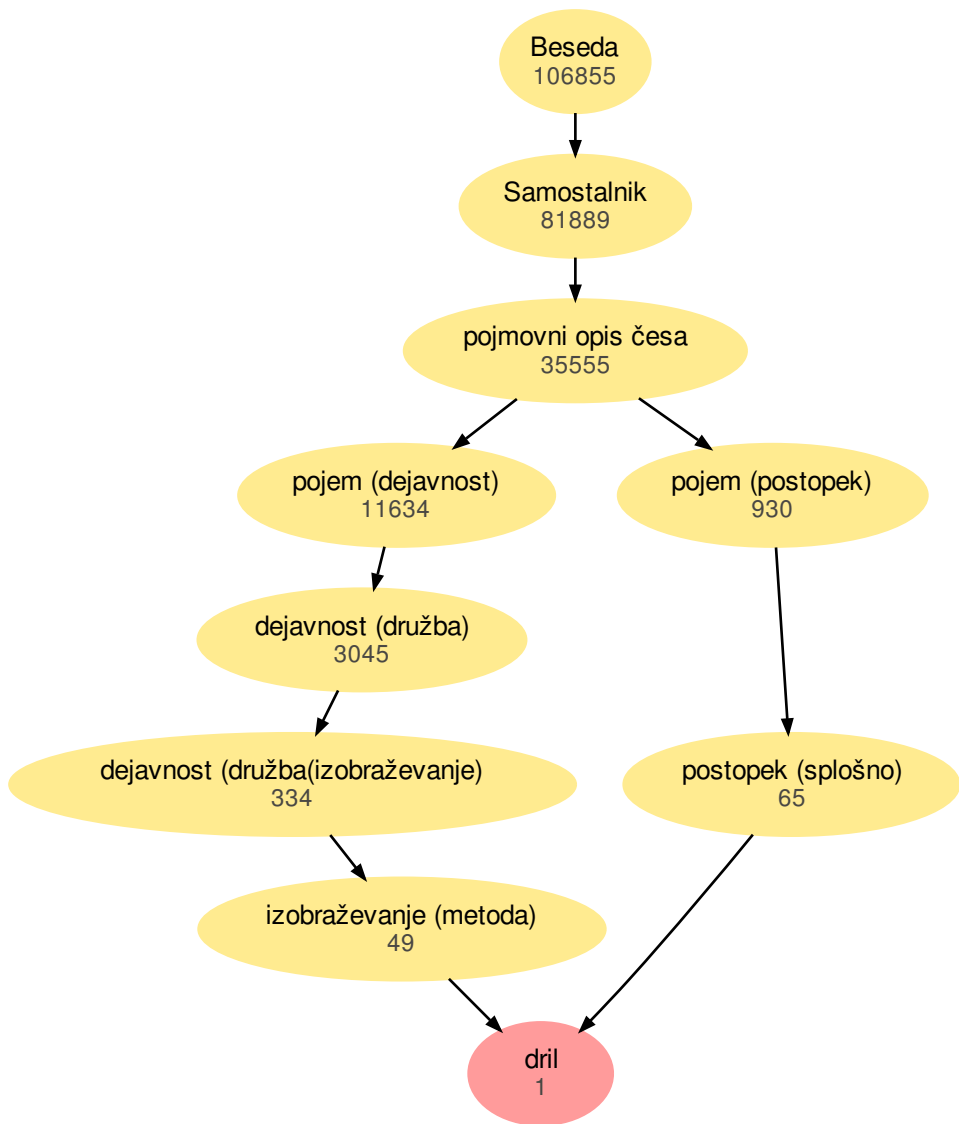 Beseda
106855
Samostalnik
81889
pojmovni opis česa
35555
pojem (dejavnost)
11634
pojem (postopek)
930
dejavnost (družba)
3045
dejavnost (družba(izobraževanje)
334
postopek (splošno)
65
izobraževanje (metoda)
49
dril
1